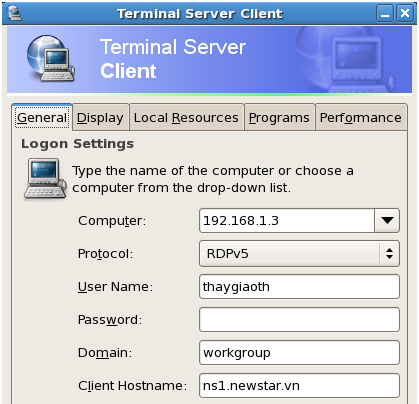 Terminal Server Client
Terminal Server
Client
General Display Local Resources Programs Performance
Logon Settings
Type the name of the computer or choose a
computer from the drop-down list.
Computer: 192.168.1.3
Protocol: RDPv5
User Name: thaygiaoth
Password:
Domain: workgroup
Client Hostname: ns1.newstar.vn